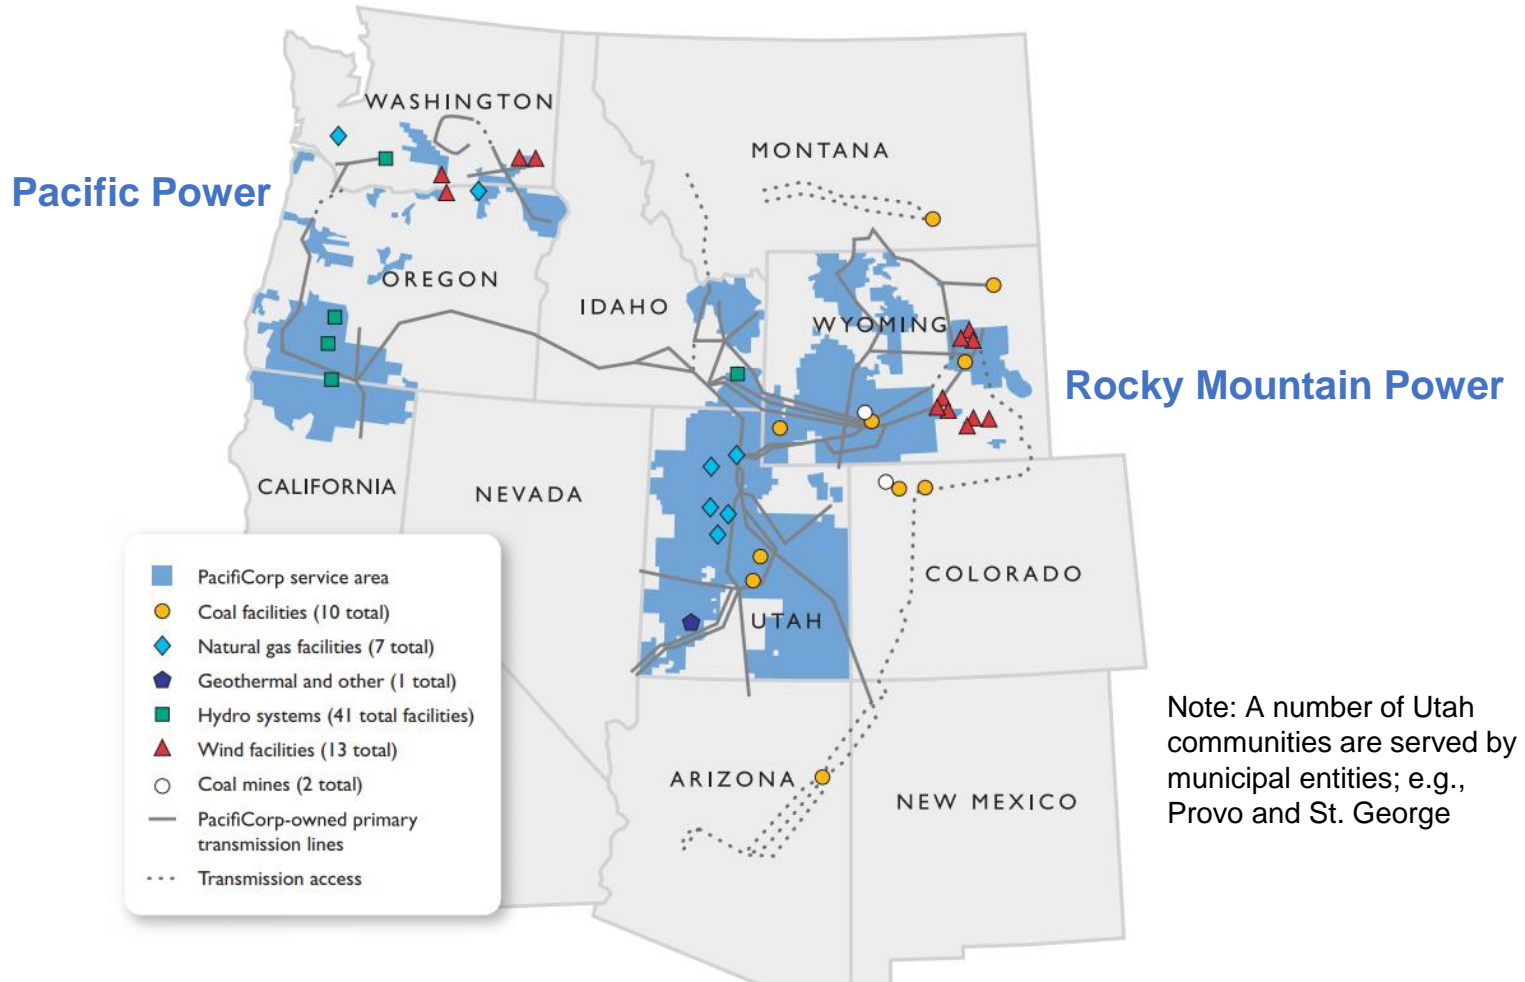 WASHINGTON
MONTANA
Pacific Power
OREGON
IDAHO
WYOMING
Rocky Mountain Power
CALIFORNIA
NEVADA
COLORADO
UTAH
ARIZONA
NEW MEXICO
PacifiCorp service area
Coal facilities (10 total)
Natural gas facilities (7 total)
Geothermal and other (1 total)
Hydro systems (41 total facilities)
Wind facilities (13 total)
Coal mines (2 total)
PacifiCorp-owned primary
transmission lines
Transmission access
Note: A number of Utah
communities are served by
municipal entities; e.g.,
Provo and St. George